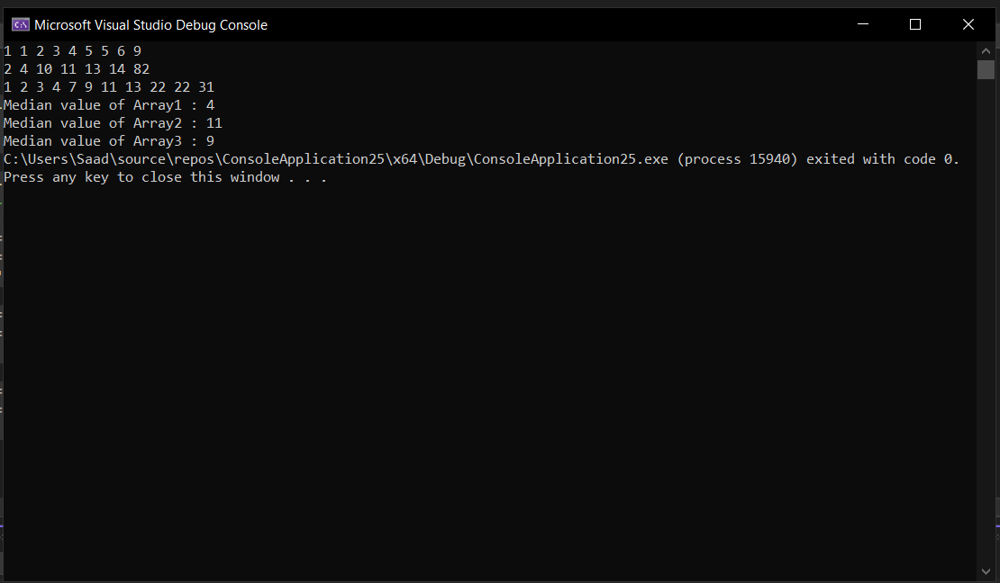 Microsoft Visual Studio Debug Console
1 1 2 3 4 5 5 6 9
2 4 10 11 13 14 82
1 2 3 4 7 9 11 13 22 22 31
Median value of Array1 : 4
Median value of Array2 : 11
Median value of Array3 : 9
C:\Users\Saad\source\repos\ConsoleApplication25\x64\Debug\ConsoleApplication25.exe (process 15940) exited with code 0.
Press any key to close this window . . .